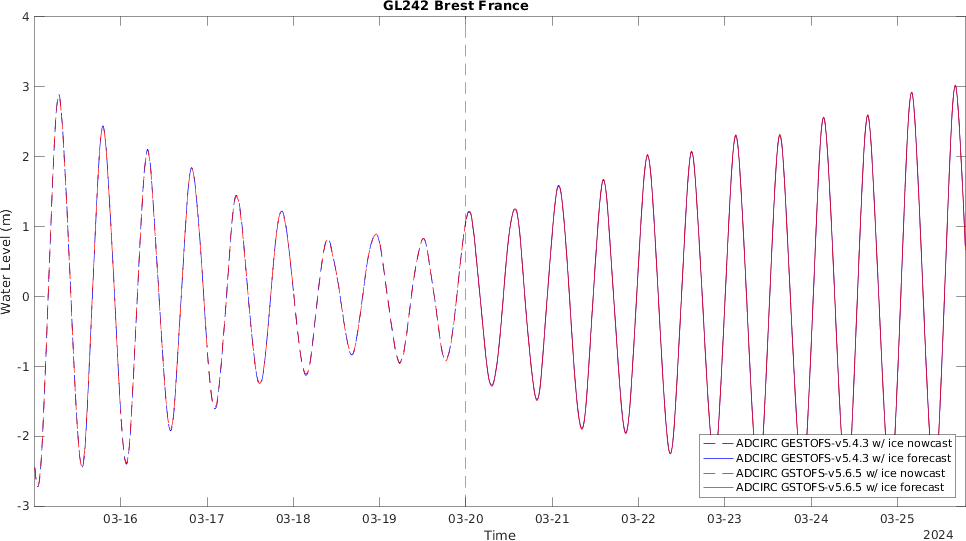 GL242 Brest France
4
3
2
1
0
-1
-2
-3
Water Level (m)
03-16 03-17 03-18 03-19 03-20 03-21 03-22 03-23 03-24 03-25
Time
2024
ADCIRC GESTOFS-v5.4.3 w/ ice nowcast
ADCIRC GESTOFS-v5.4.3 w/ ice forecast
ADCIRC GSTOFS-v5.6.5 w/ ice nowcast
ADCIRC GSTOFS-v5.6.5 w/ ice forecast